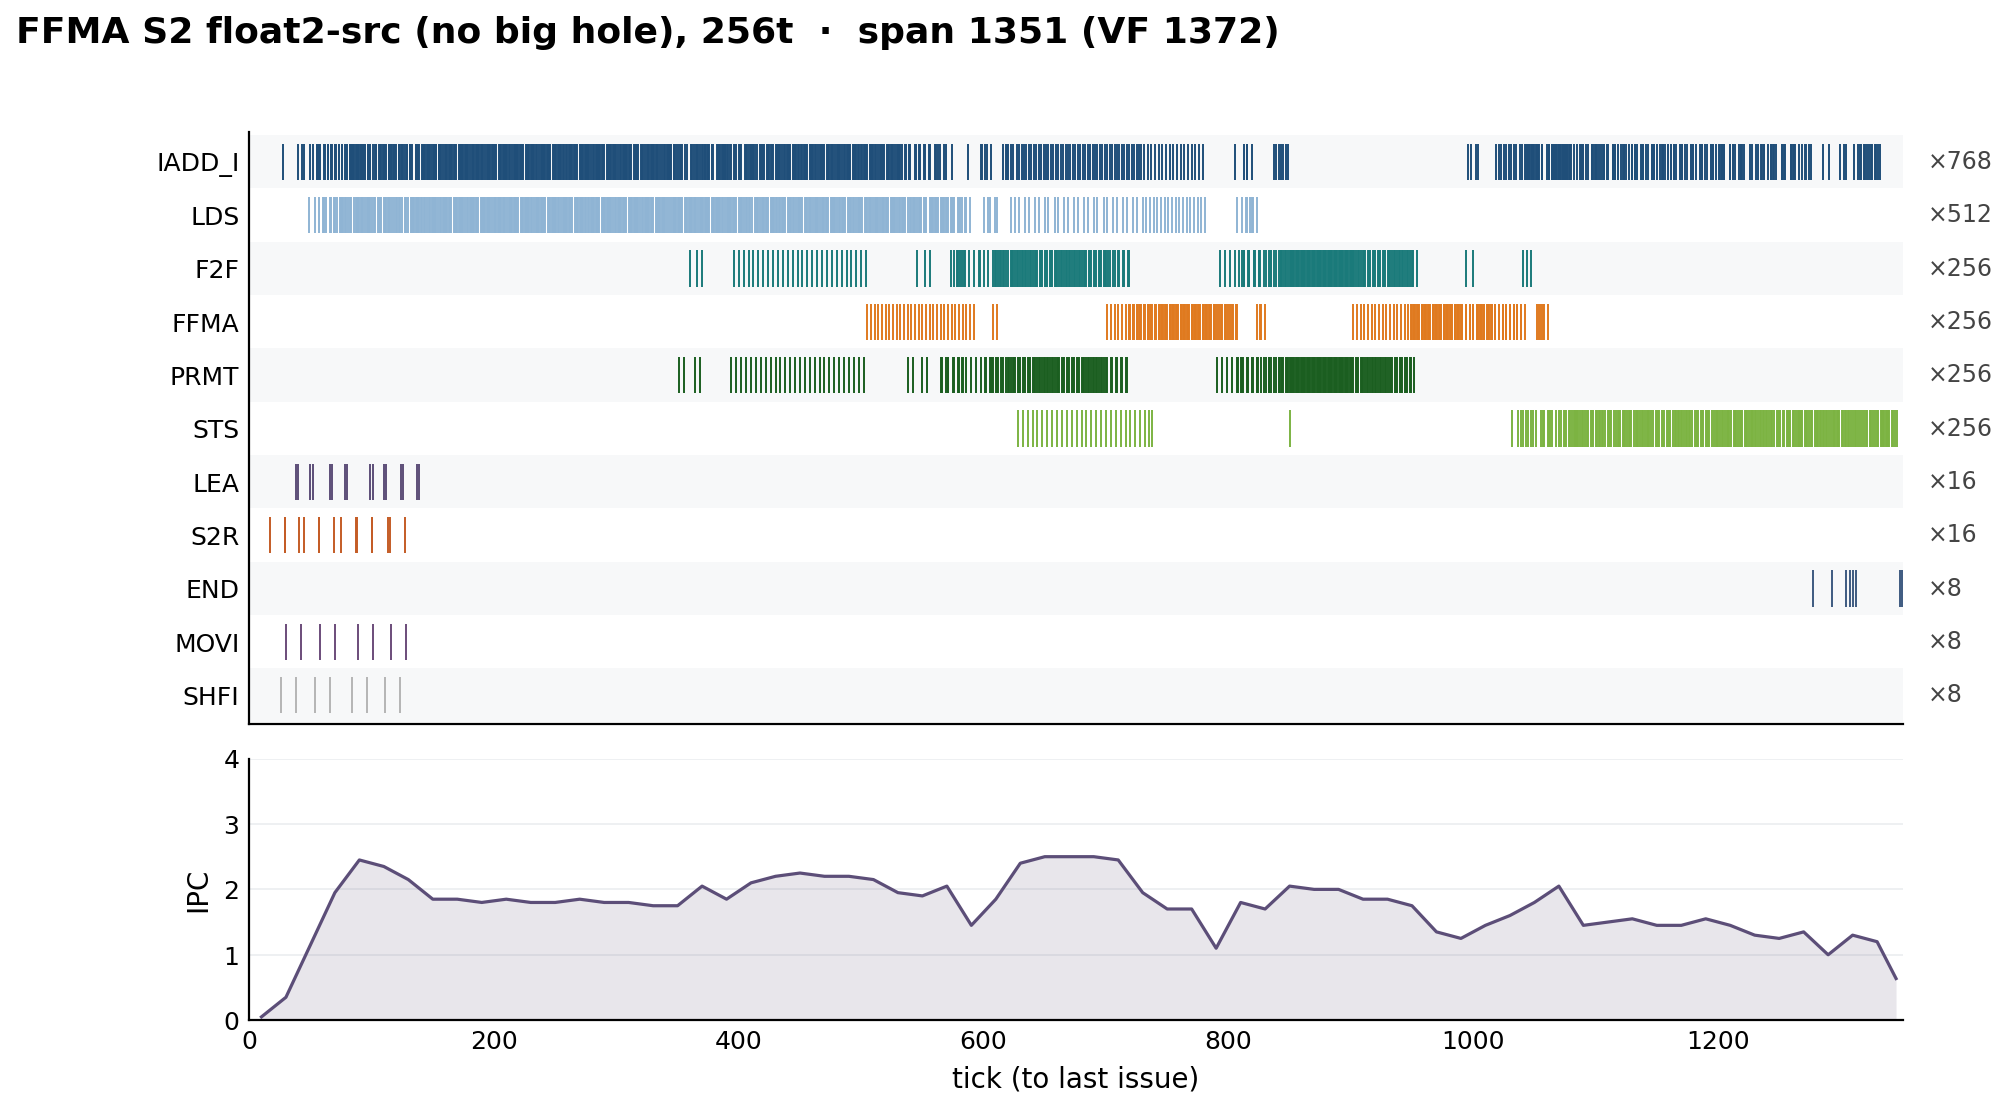 FFMA S2 float2-src (no big hole), 256t · span 1351 (VF 1372)
IADD_I ×768
LDS ×512
F2F ×256
FFMA ×256
PRMT ×256
STS ×256
LEA ×16
S2R ×16
END ×8
MOVI ×8
SHFI ×8
4
3
2
1
0
IPC
0 200 400 600 800 1000 1200
tick (to last issue)